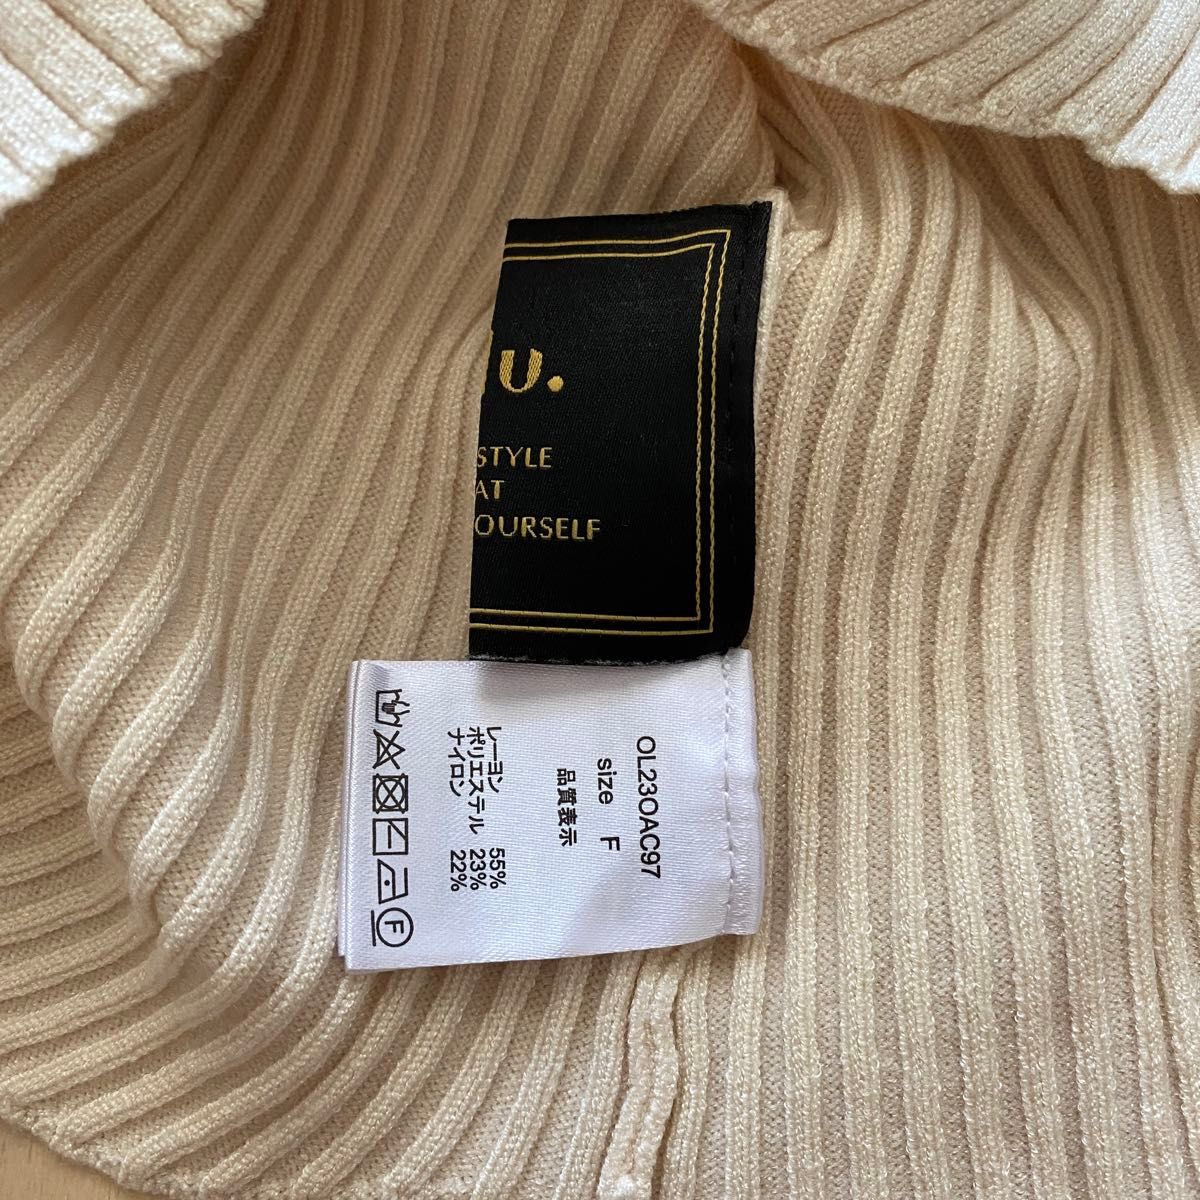 u.
STYLE
AT
OURSELF
OL23OAC97
size F
品質表示
レーヨン 55%
ポリエステル 23%
ナイロン 22%
F